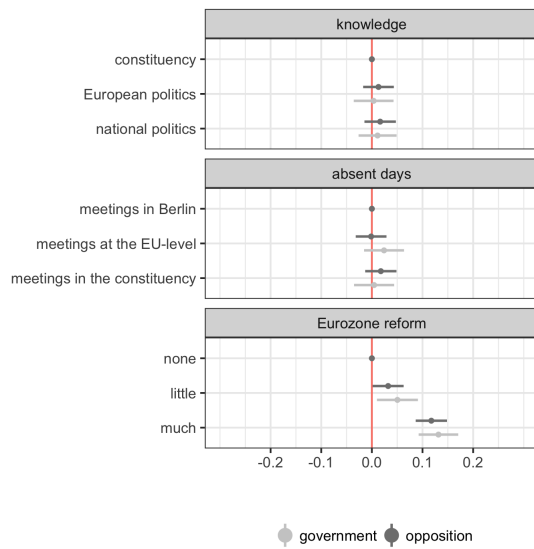 knowledge
constituency
European politics
national politics
absent days
meetings in Berlin
meetings at the EU-level
meetings in the constituency
Eurozone reform
none
little
much
-0.2 -0.1 0.0 0.1 0.2
government opposition